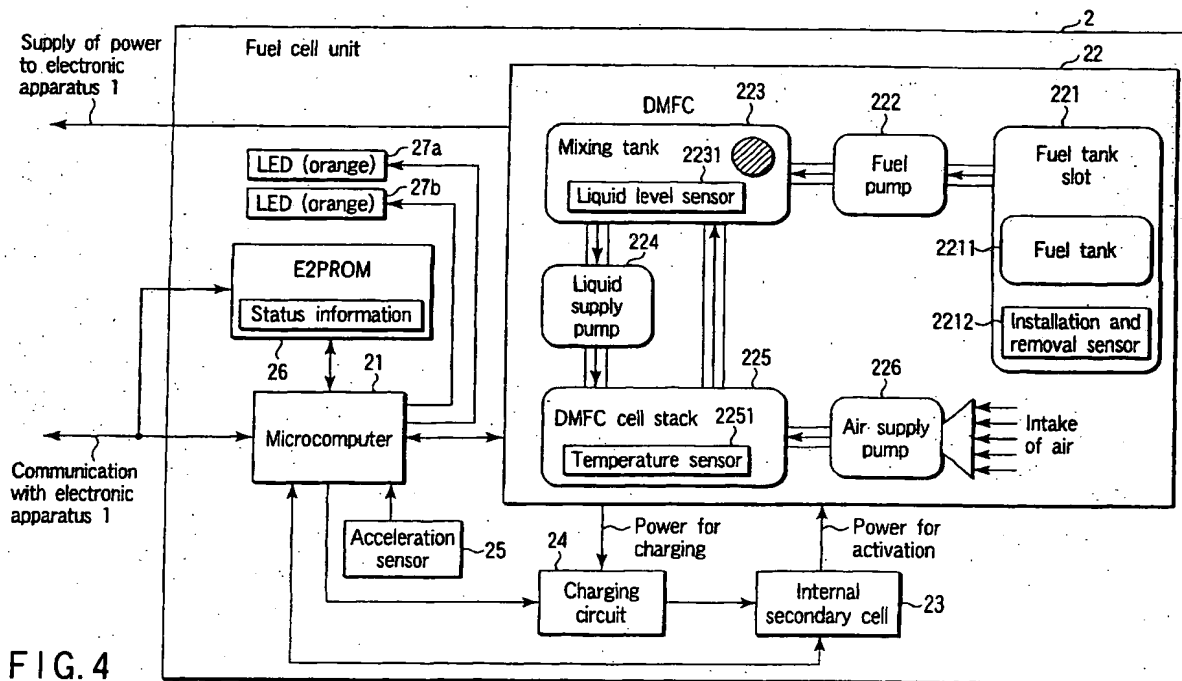 2
Supply of power
to electronic
apparatus 1
Fuel cell unit
22
DMFC
223
222
221
27a
LED (orange)
27b
LED (orange)
Mixing tank
2231
Liquid level sensor
Fuel
pump
Fuel tank
slot
2211
Fuel tank
224
Liquid
supply
pump
E2PROM
Status information
2212
Installation and
removal sensor
26
21
225
226
Microcomputer
DMFC cell stack
2251
Temperature sensor
Air supply
pump
Intake
of air
Communication
with electronic
apparatus 1
Acceleration
sensor
25
24
Power for
charging
Power for
activation
Charging
circuit
Internal
secondary cell
23
FIG. 4